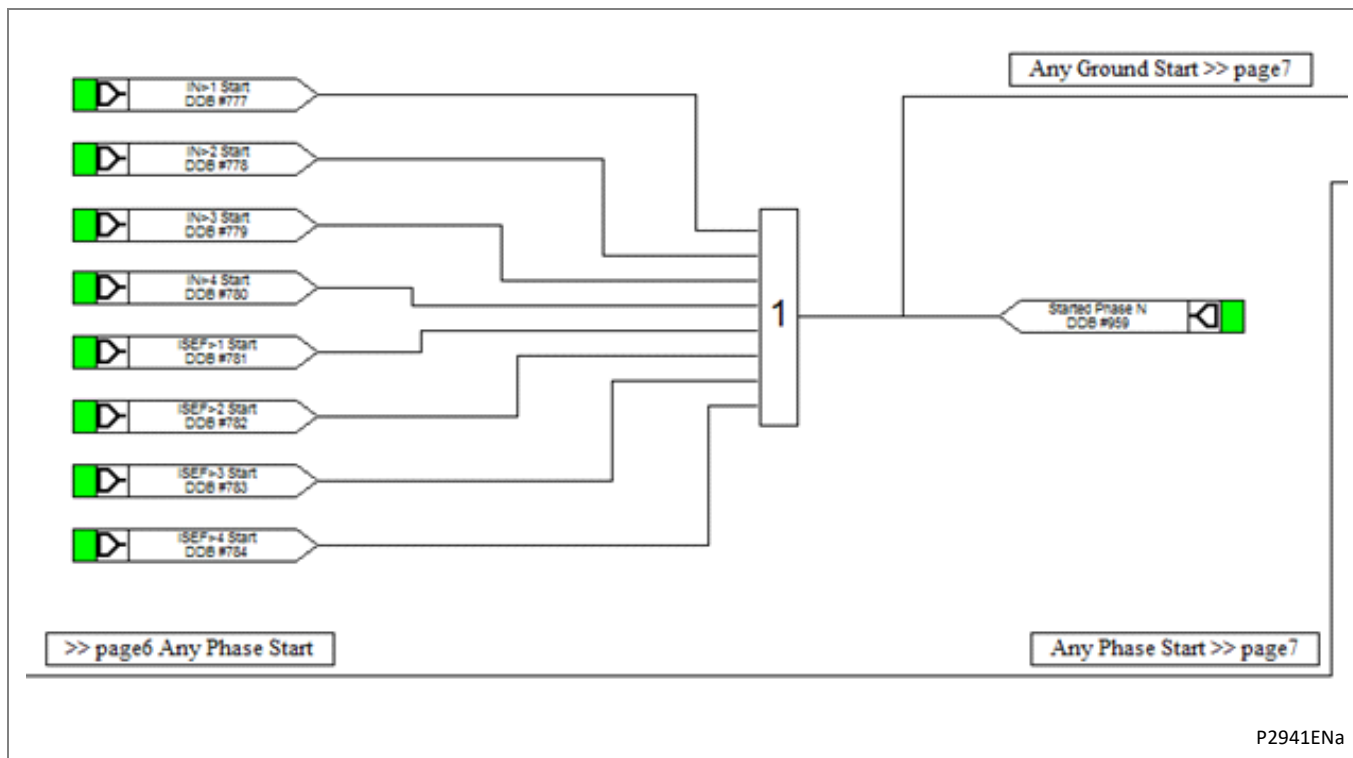 Any Ground Start >> page7
IN>1 Start
DDB #777
IN>2 Start
DDB #778
IN>3 Start
DDB #779
IN>4 Start
DDB #780
ISEF>1 Start
DDB #781
ISEF>2 Start
DDB #782
ISEF>3 Start
DDB #783
ISEF>4 Start
DDB #784
1
Started Phase N
DDB #959
>> page6 Any Phase Start
Any Phase Start >> page7
P2941ENa